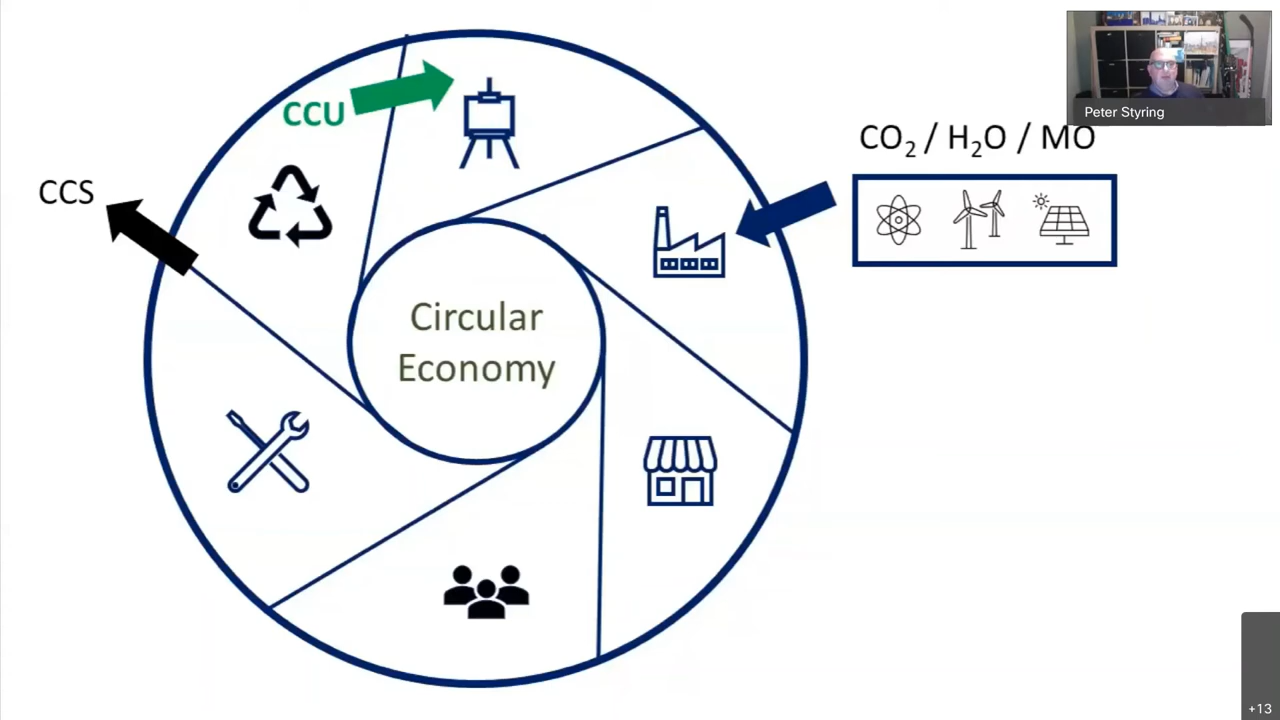 CCU
CCS
Circular
Economy
CO₂ / H₂O / MO
Peter Styring
+13